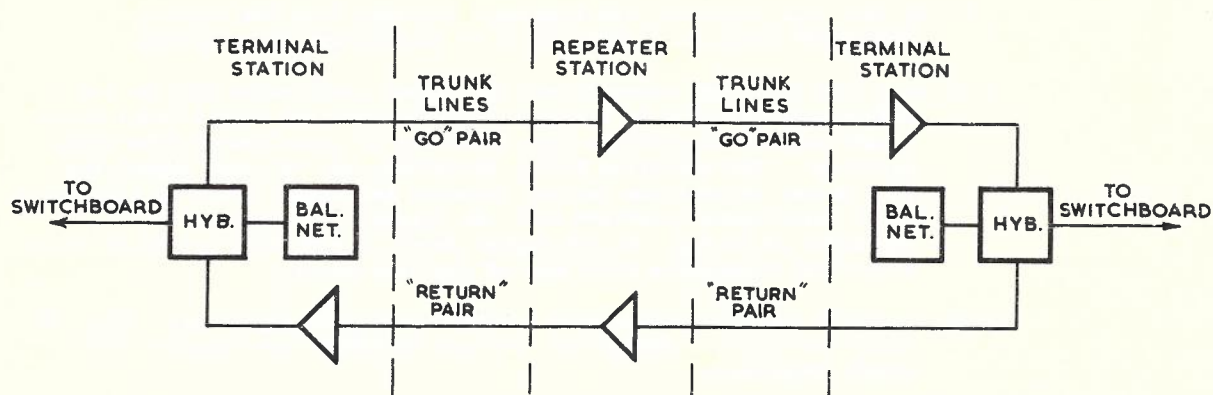 TERMINAL
STATION
TRUNK
LINES
"GO" PAIR
REPEATER
STATION
TRUNK
LINES
"GO" PAIR
TERMINAL
STATION
TO
SWITCHBOARD
HYB.
BAL.
NET.
BAL.
NET.
HYB.
TO
SWITCHBOARD
"RETURN"
PAIR
"RETURN"
PAIR